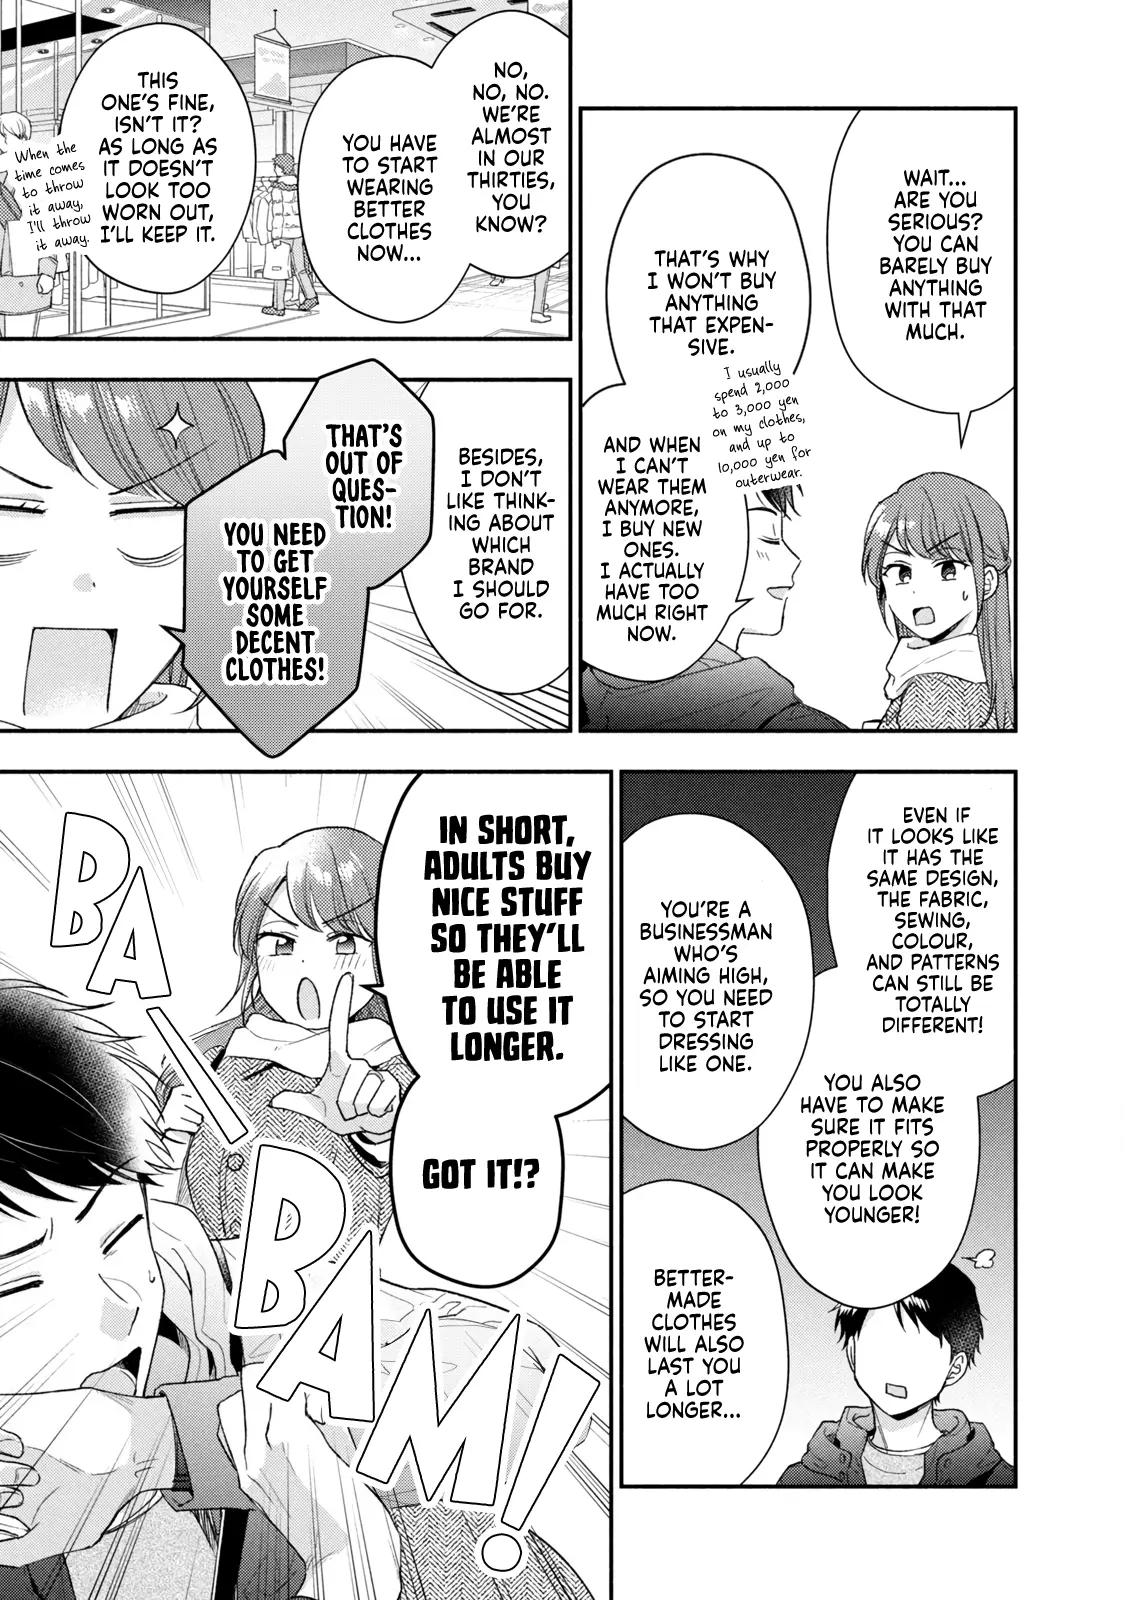 WAIT...
ARE YOU
SERIOUS?
YOU CAN
BARELY BUY
ANYTHING
WITH THAT
MUCH.
THAT'S WHY
I WON'T BUY
ANYTHING
THAT EXPEN-
SIVE.
I usually
spend 2,000
to 3,000 yen
on my clothes,
and up to
10,000 yen for
outerwear.
AND WHEN
I CAN'T
WEAR THEM
ANYMORE,
I BUY NEW
ONES.
I ACTUALLY
HAVE TOO
MUCH RIGHT
NOW.
NO,
NO, NO.
WE'RE
ALMOST
IN OUR
THIRTIES,
YOU
KNOW?
YOU HAVE
TO START
WEARING
BETTER
CLOTHES
NOW...
THIS
ONE'S FINE,
ISN'T IT?
AS LONG AS
IT DOESN'T
LOOK TOO
WORN OUT,
I'LL KEEP IT.
When the
time comes
to throw
it away,
I'll throw
it away.
BESIDES,
I DON'T
LIKE THINK-
ING ABOUT
WHICH
BRAND
I SHOULD
GO FOR.
THAT'S
OUT OF
QUES-
TION!
YOU NEED
TO GET
YOURSELF
SOME
DECENT
CLOTHES!
EVEN IF
IT LOOKS LIKE
IT HAS THE
SAME DESIGN,
THE FABRIC,
SEWING,
COLOUR,
AND PATTERNS
CAN STILL BE
TOTALLY
DIFFERENT!
YOU ALSO
HAVE TO MAKE
SURE IT FITS
PROPERLY SO
IT CAN MAKE
YOU LOOK
YOUNGER!
YOU'RE A
BUSINESSMAN
WHO'S
AIMING HIGH,
SO YOU NEED
TO START
DRESSING
LIKE ONE.
BETTER-
MADE
CLOTHES
WILL ALSO
LAST YOU
A LOT
LONGER...
IN SHORT,
ADULTS BUY
NICE STUFF
SO THEY'LL
BE ABLE
TO USE IT
LONGER.
GOT IT!?
BA!
BAM!